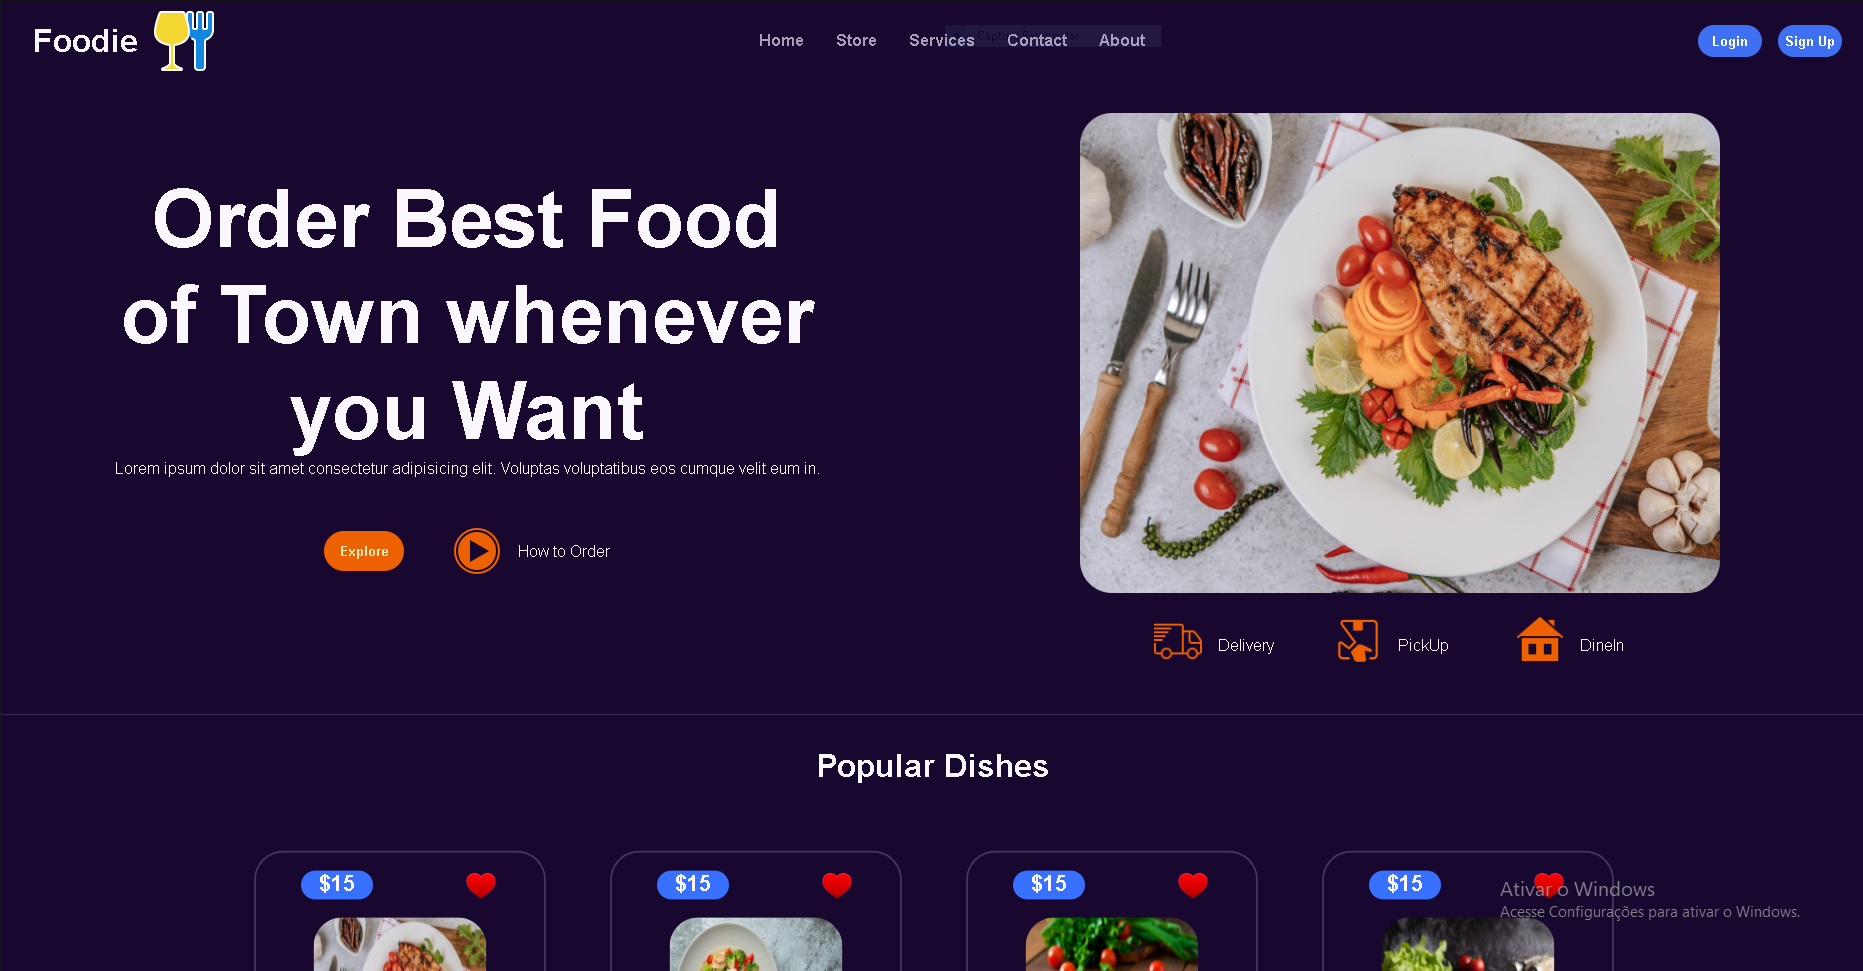 Foodie
Home Store Services Contact About
Login Sign Up
Order Best Food
of Town whenever
you Want
Lorem ipsum dolor sit amet consectetur adipisicing elit. Voluptas voluptatibus eos cumque velit eum in.
Explore How to Order
Delivery PickUp DineIn
Popular Dishes
$15 $15 $15 $15
Ativar o Windows
Acesse Configurações para ativar o Windows.